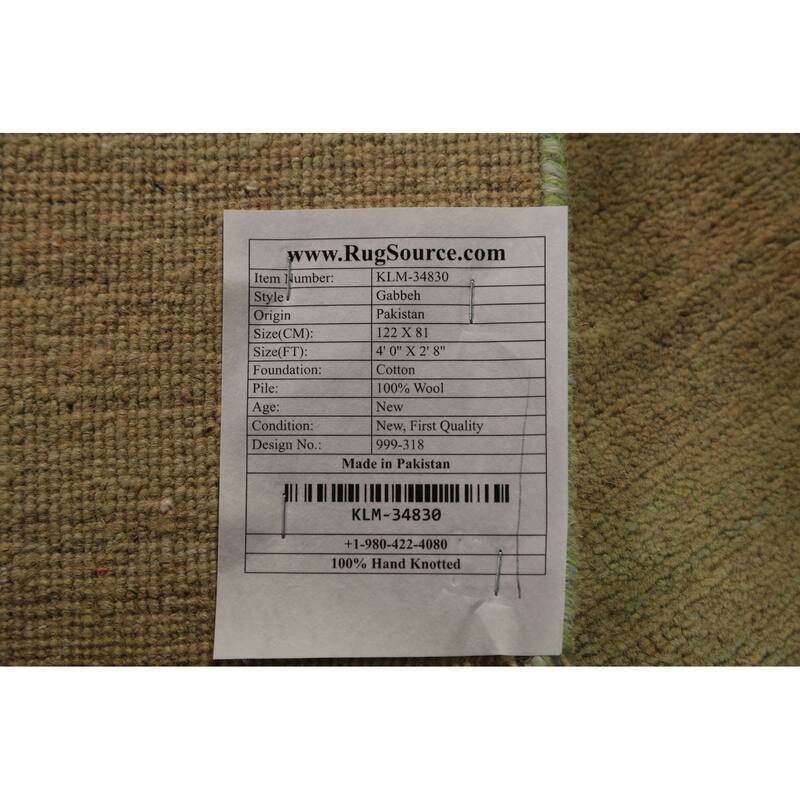 www.RugSource.com
Item Number: KLM-34830
Style Gabbeh
Origin Pakistan
Size(CM): 122 X 81
Size(FT): 4' 0" X 2' 8"
Foundation: Cotton
Pile: 100% Wool
Age: New
Condition: New, First Quality
Design No.: 999-318
Made in Pakistan
KLM-34830
+1-980-422-4080
100% Hand Knotted